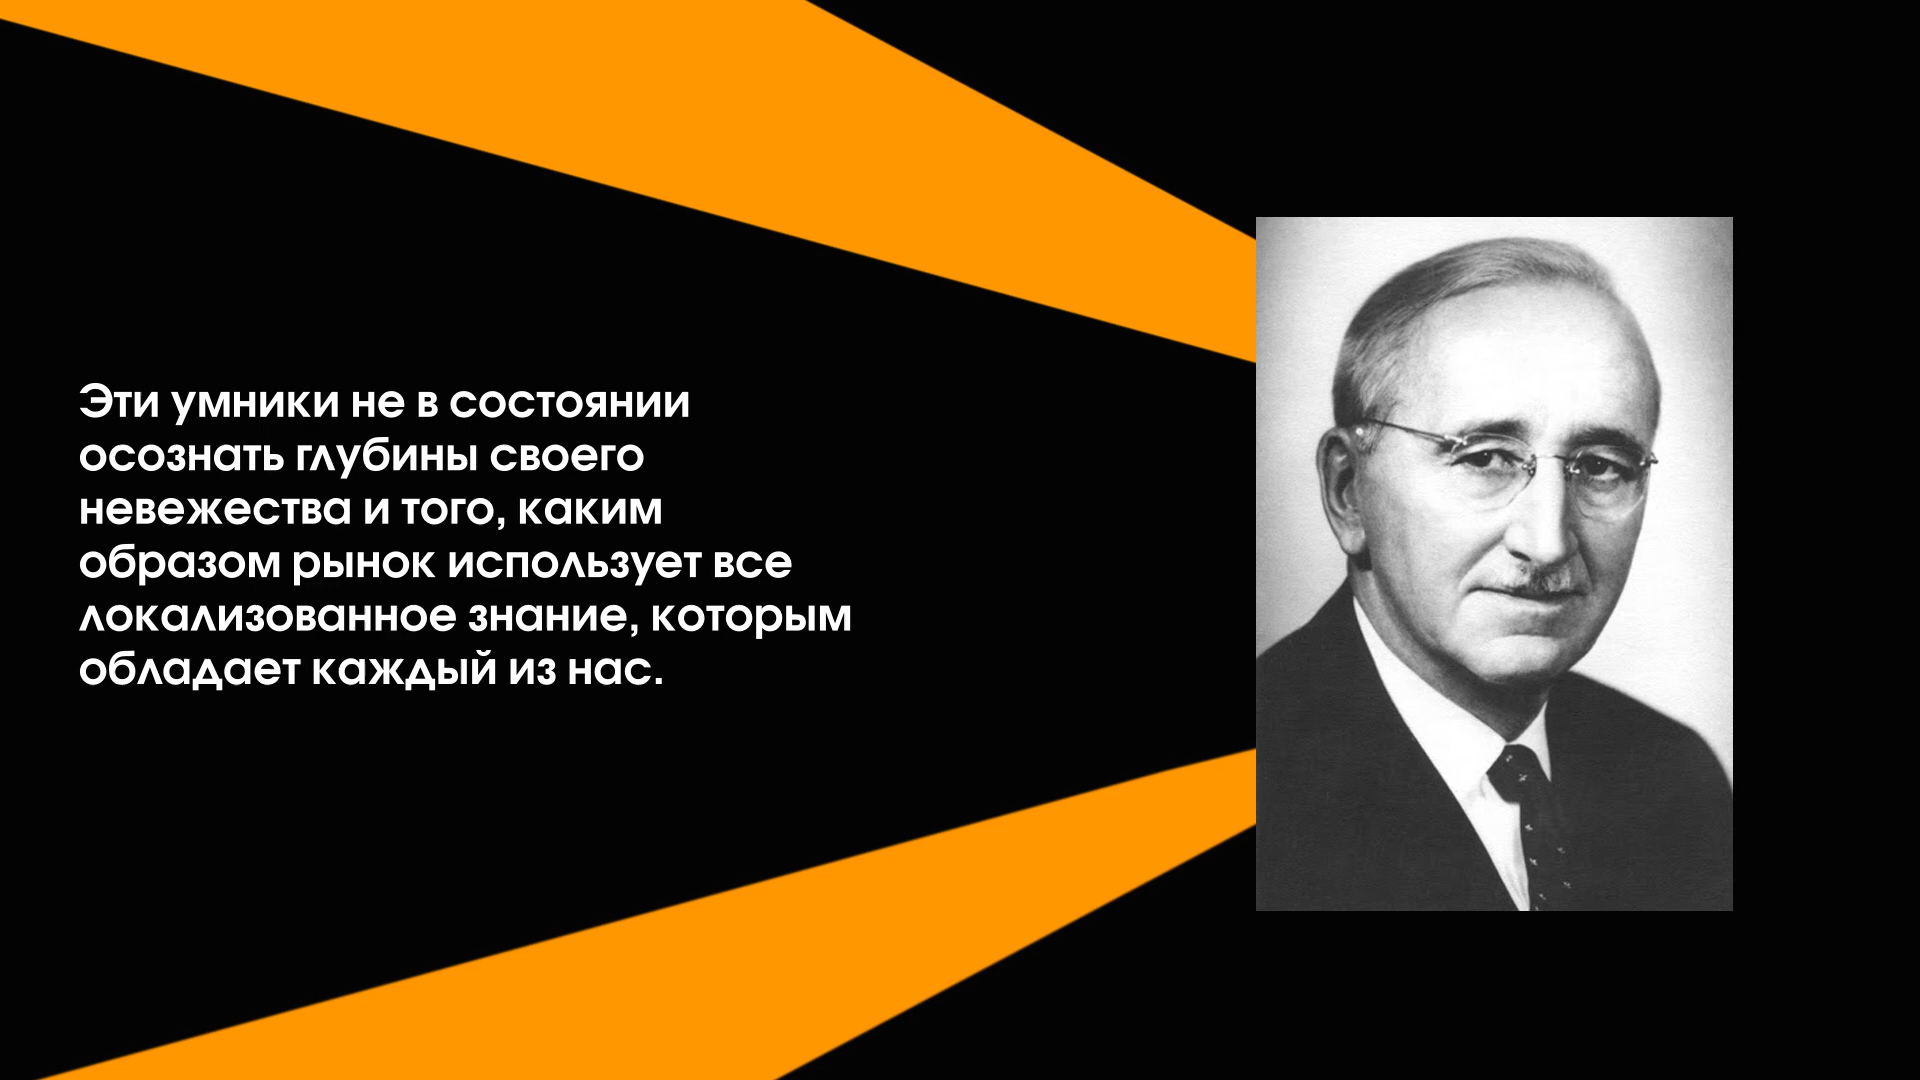 Эти умники не в состоянии
осознать глубины своего
невежества и того, каким
образом рынок использует все
локализованное знание, которым
обладает каждый из нас.